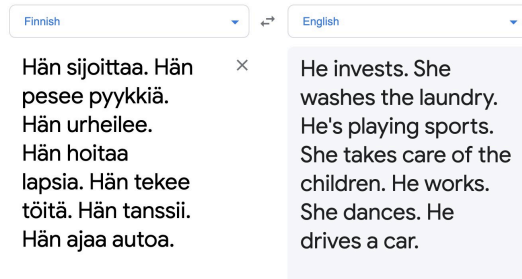 Finnish
English
Hän sijoittaa. Hän
pesee pyykkiä.
Hän urheilee.
Hän hoitaa
lapsia. Hän tekee
töitä. Hän tanssii.
Hän ajaa autoa.
He invests. She
washes the laundry.
He's playing sports.
She takes care of the
children. He works.
She dances. He
drives a car.